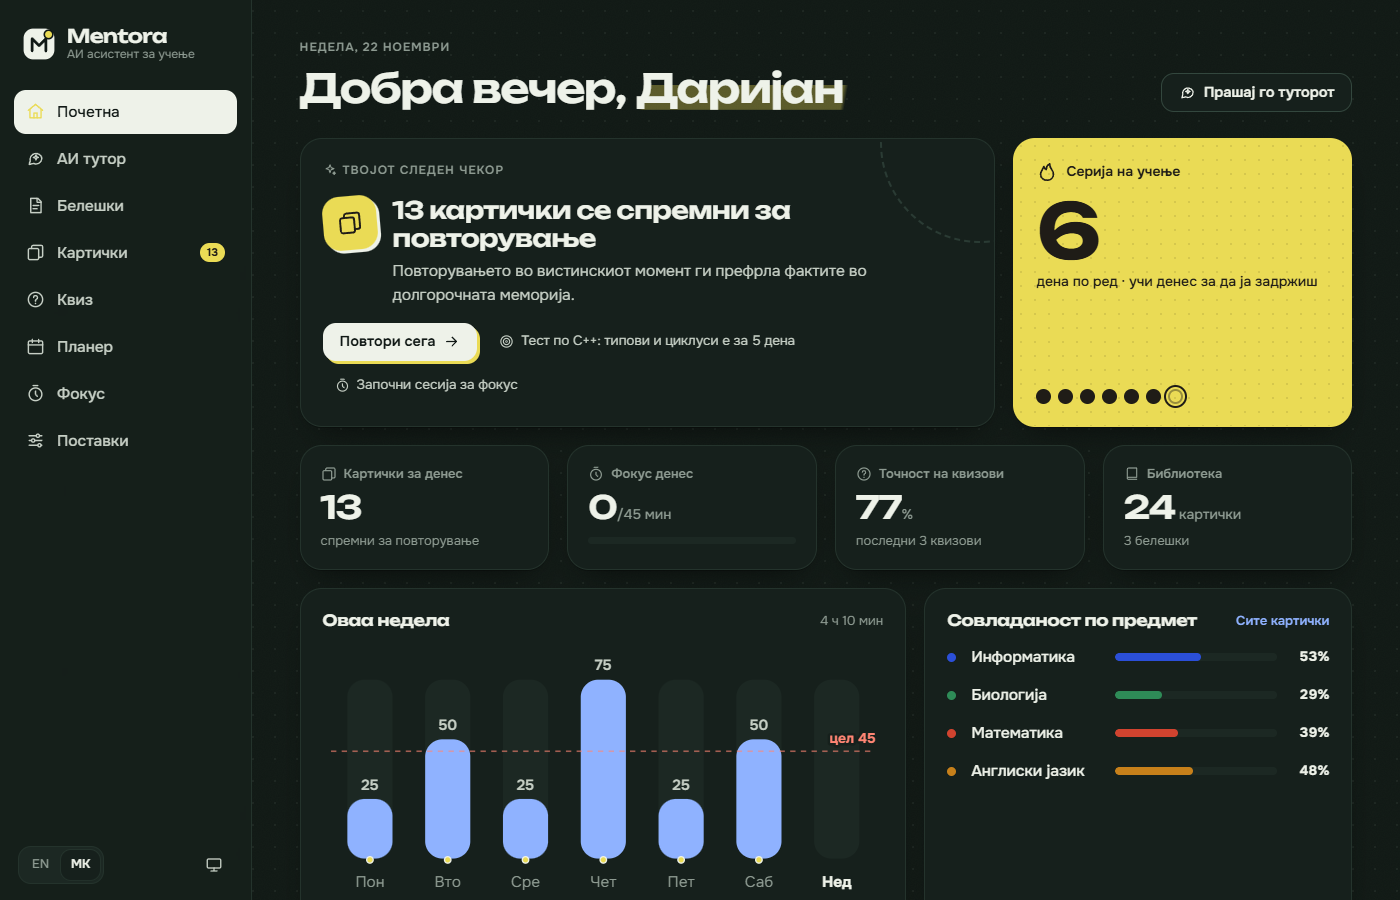 Mentora
АИ асистент за учење
Почетна
АИ тутор
Белешки
Картички
13
Квиз
Планер
Фокус
Поставки
EN
MK
НЕДЕЛА, 22 НОЕМВРИ
Добра вечер, Даријан
Прашај го туторот
ТВОЈОТ СЛЕДЕН ЧЕКОР
13 картички се спремни за
повторување
Повторувањето во вистинскиот момент ги префрла фактите во
долгорочната меморија.
Повтори сега
Тест по C++: типови и циклуси е за 5 дена
Започни сесија за фокус
Серија на учење
6
дена по ред · учи денес за да ја задржиш
Картички за денес
13
спремни за повторување
Фокус денес
0/45 мин
Точност на квизови
77%
последни 3 квизови
Библиотека
24 картички
3 белешки
Оваа недела
4 ч 10 мин
75
50
50
цел 45
25
25
25
Пон
Вто
Сре
Чет
Пет
Саб
Нед
Совладаност по предмет
Сите картички
Информатика
53%
Биологија
29%
Математика
39%
Англиски јазик
48%